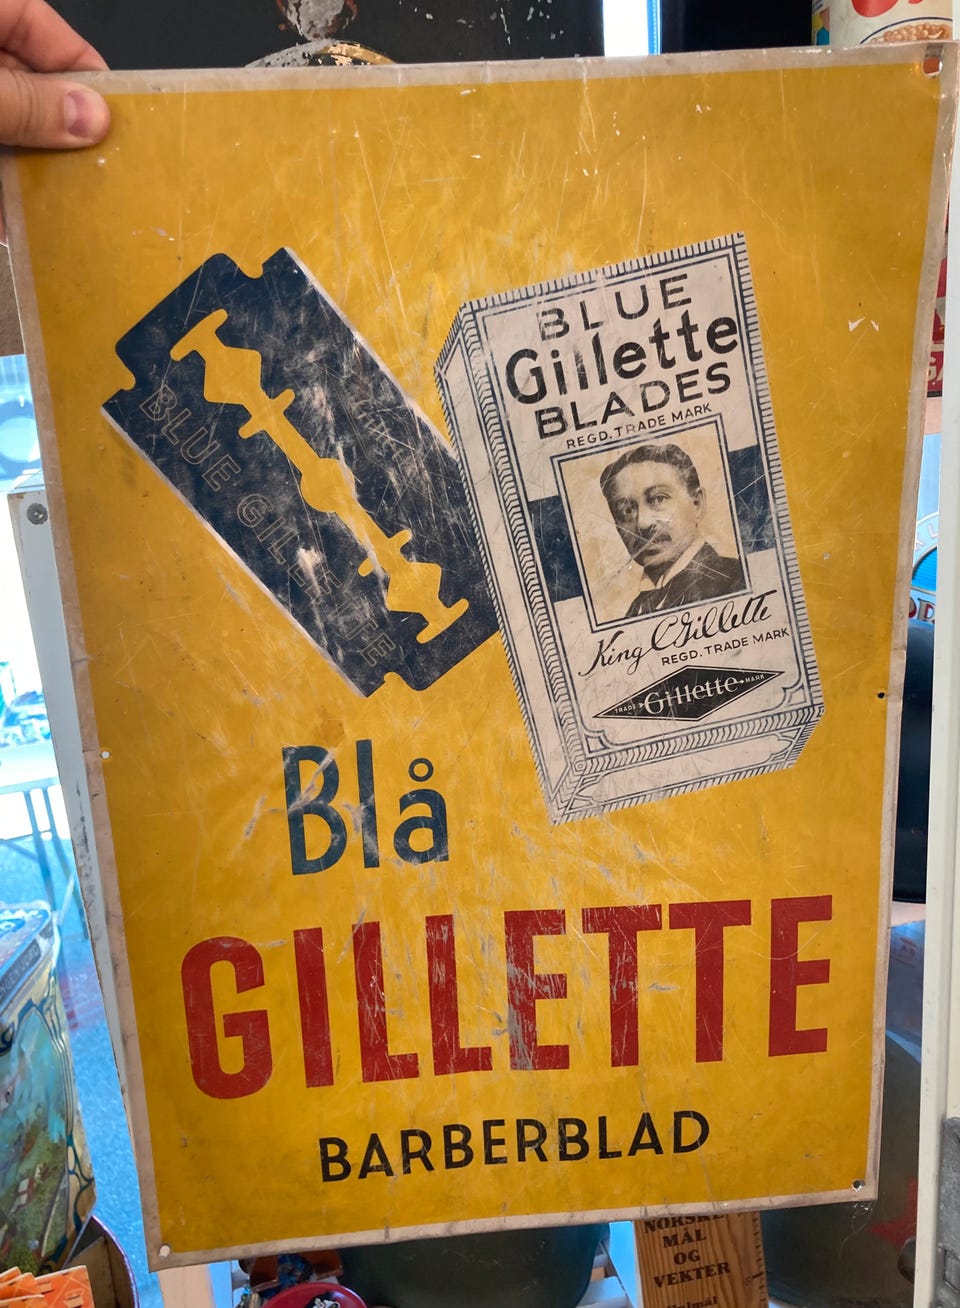 BLUE GILLETTE
BLUE
Gillette
BLADES
REGD. TRADE MARK
King C Gillette
REGD. TRADE MARK
TRADE Gillette MARK
Blå
GILLETTE
BARBERBLAD
NORSKE
MÅL
OG
VEKTER